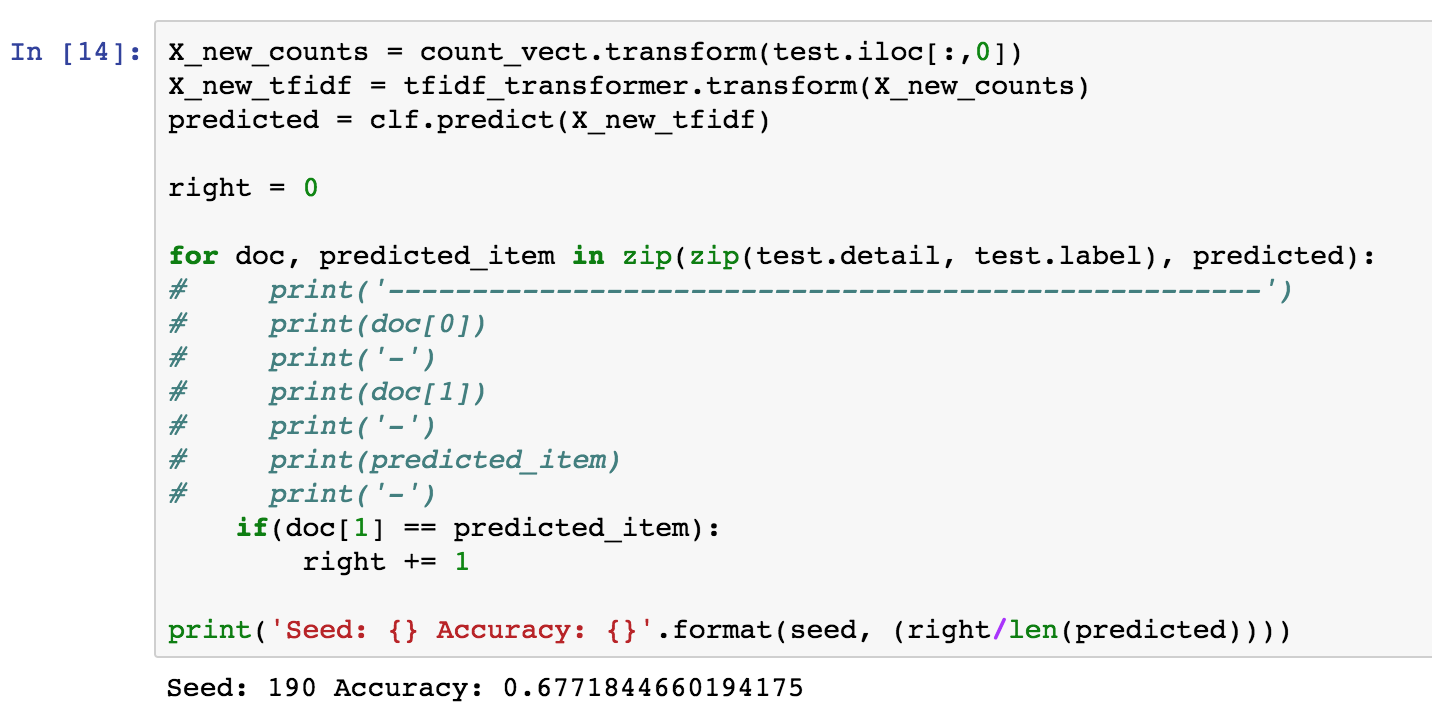 In [14]: X_new_counts = count_vect.transform(test.iloc[:,0])
X_new_tfidf = tfidf_transformer.transform(X_new_counts)
predicted = clf.predict(X_new_tfidf)

right = 0

for doc, predicted_item in zip(zip(test.detail, test.label), predicted):
#     print('----------------------------------------------------')
#     print(doc[0])
#     print('-')
#     print(doc[1])
#     print('-')
#     print(predicted_item)
#     print('-')
    if(doc[1] == predicted_item):
        right += 1

print('Seed: {} Accuracy: {}'.format(seed, (right/len(predicted))))
Seed: 190 Accuracy: 0.6771844660194175